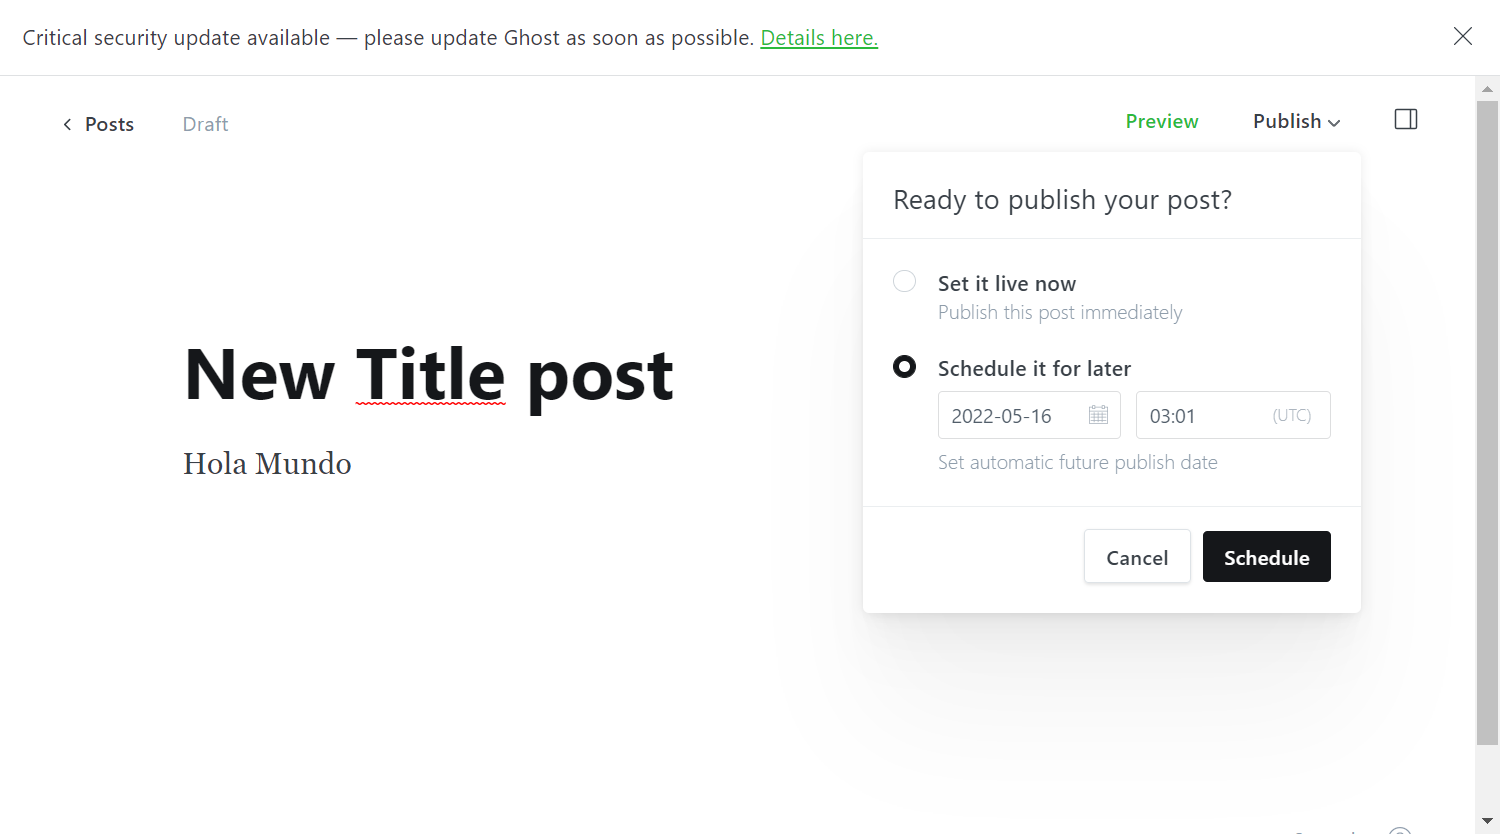 Critical security update available — please update Ghost as soon as possible. Details here.
Posts
Draft
Preview
Publish
Ready to publish your post?
Set it live now
Publish this post immediately
Schedule it for later
2022-05-16
03:01
(UTC)
Set automatic future publish date
Cancel
Schedule
New Title post
Hola Mundo